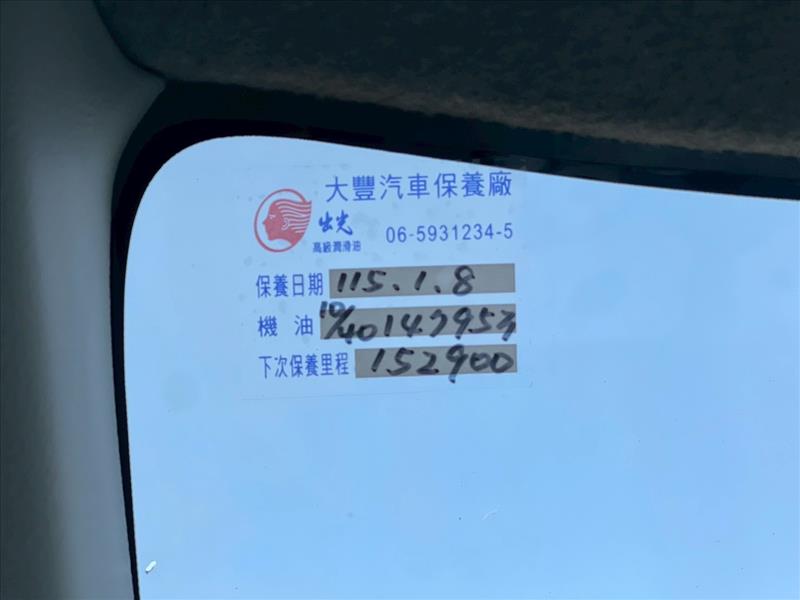 大豐汽車保養廠
出光
高級潤滑油
06-5931234-5
保養日期 115.1.8
機油 10/40 147953
下次保養里程 152900